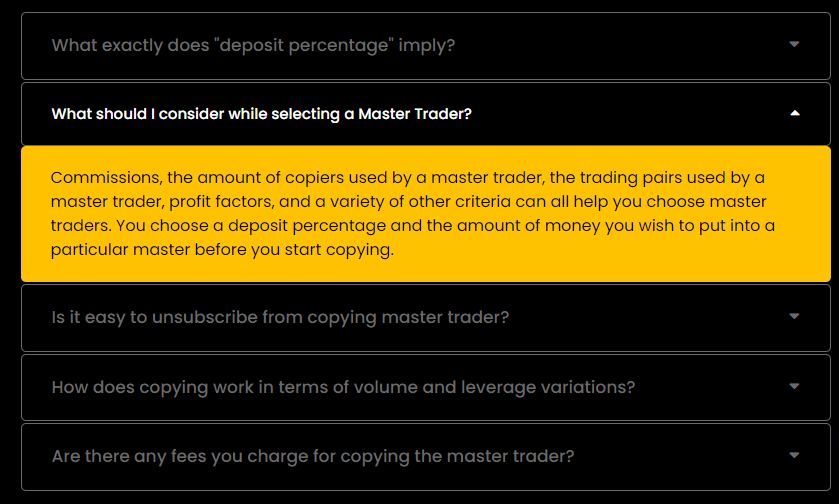 What exactly does "deposit percentage" imply?
What should I consider while selecting a Master Trader?
Commissions, the amount of copiers used by a master trader, the trading pairs used by a
master trader, profit factors, and a variety of other criteria can all help you choose master
traders. You choose a deposit percentage and the amount of money you wish to put into a
particular master before you start copying.
Is it easy to unsubscribe from copying master trader?
How does copying work in terms of volume and leverage variations?
Are there any fees you charge for copying the master trader?